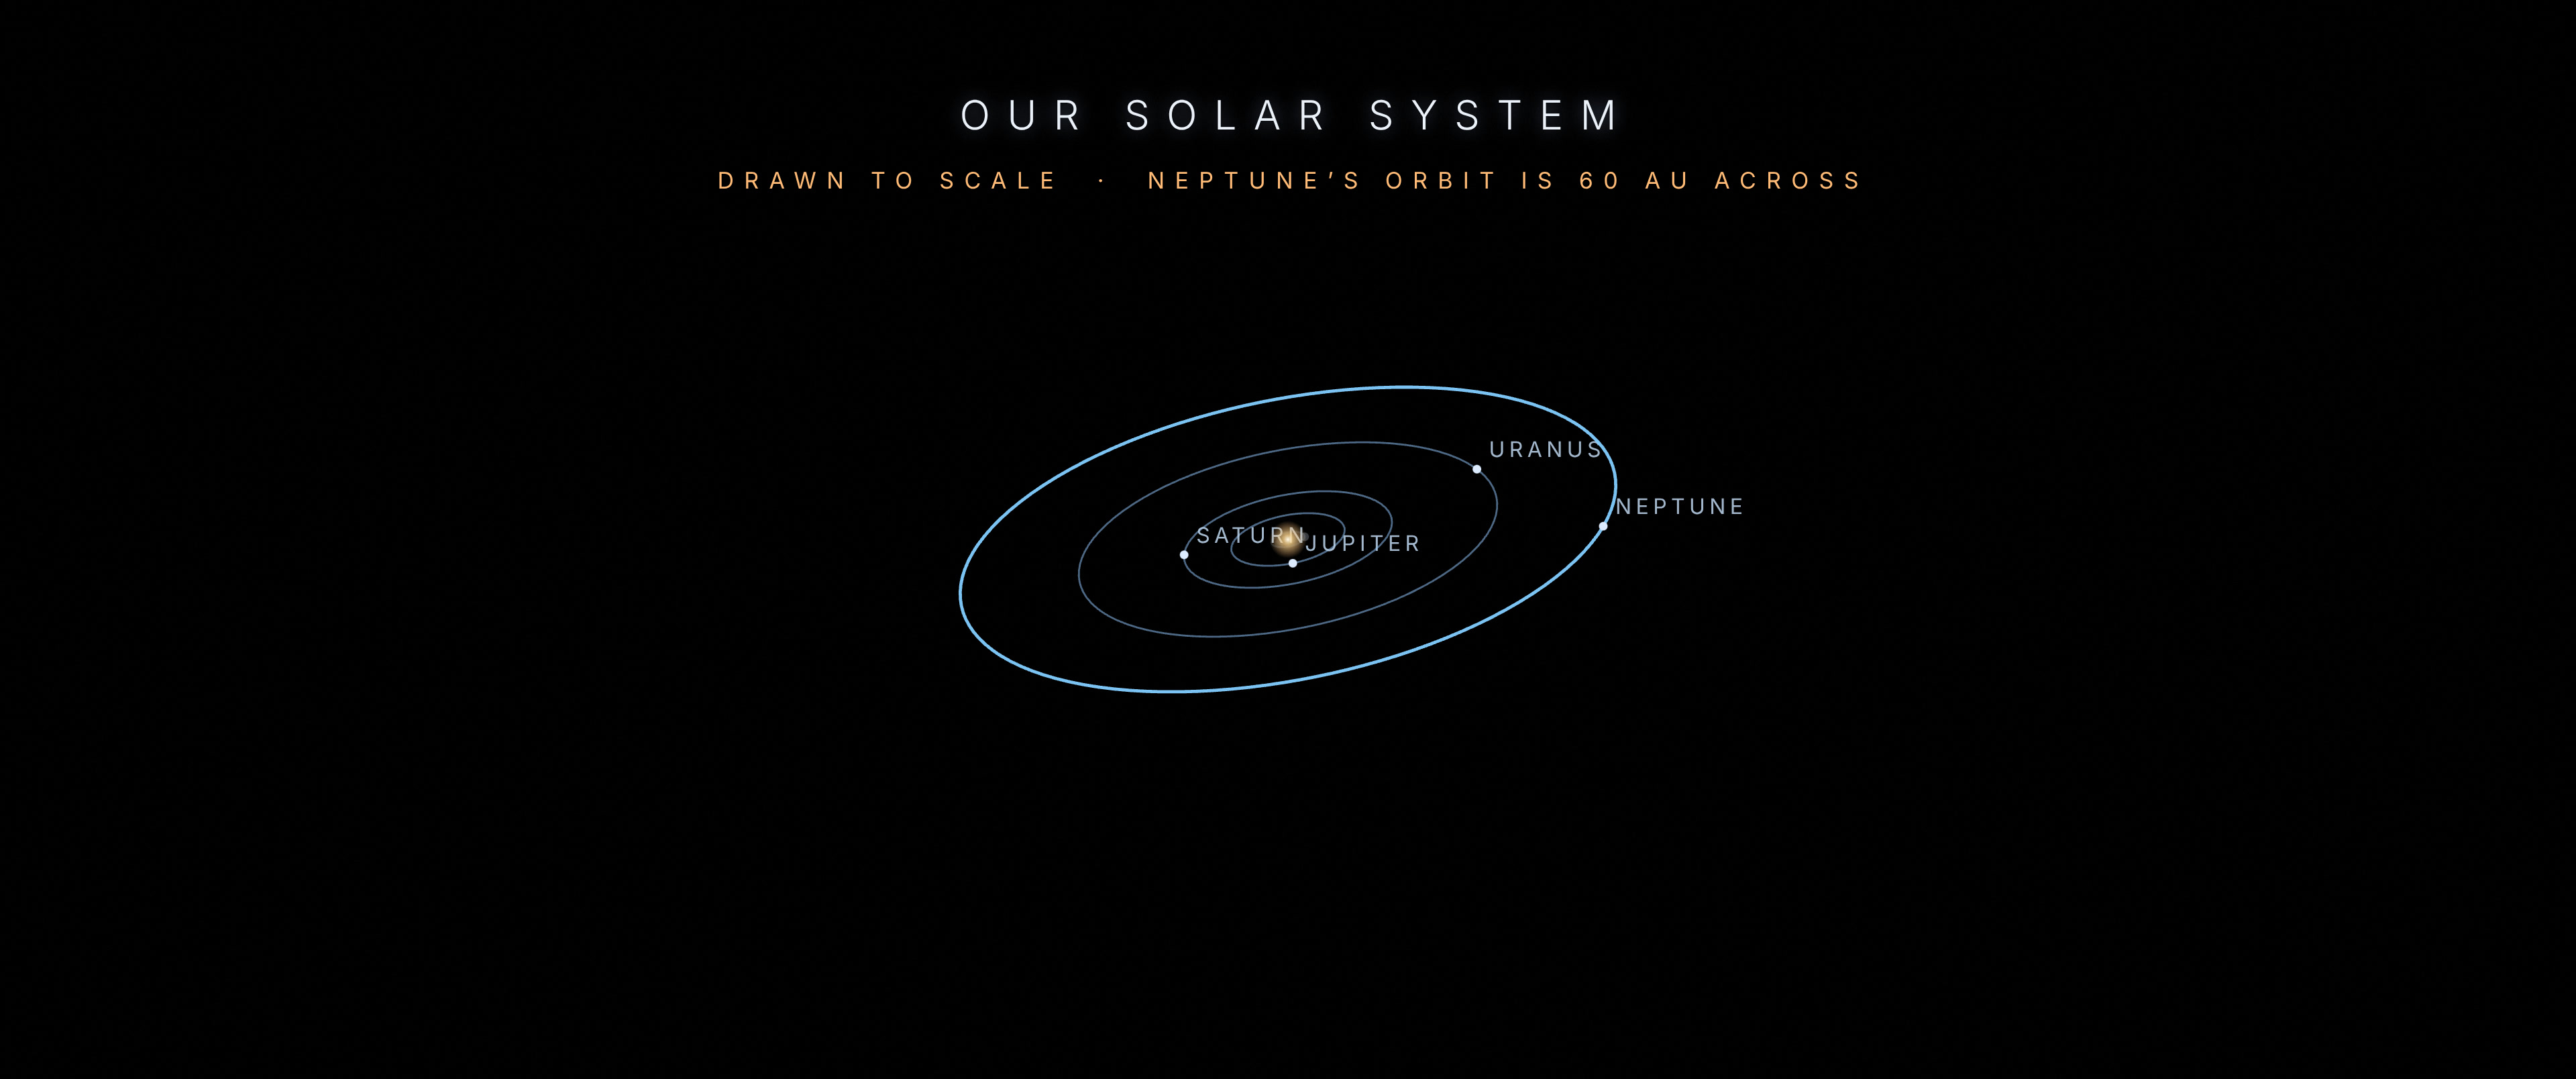 OUR SOLAR SYSTEM
DRAWN TO SCALE · NEPTUNE’S ORBIT IS 60 AU ACROSS
URANUS
NEPTUNE
SATURN
JUPITER